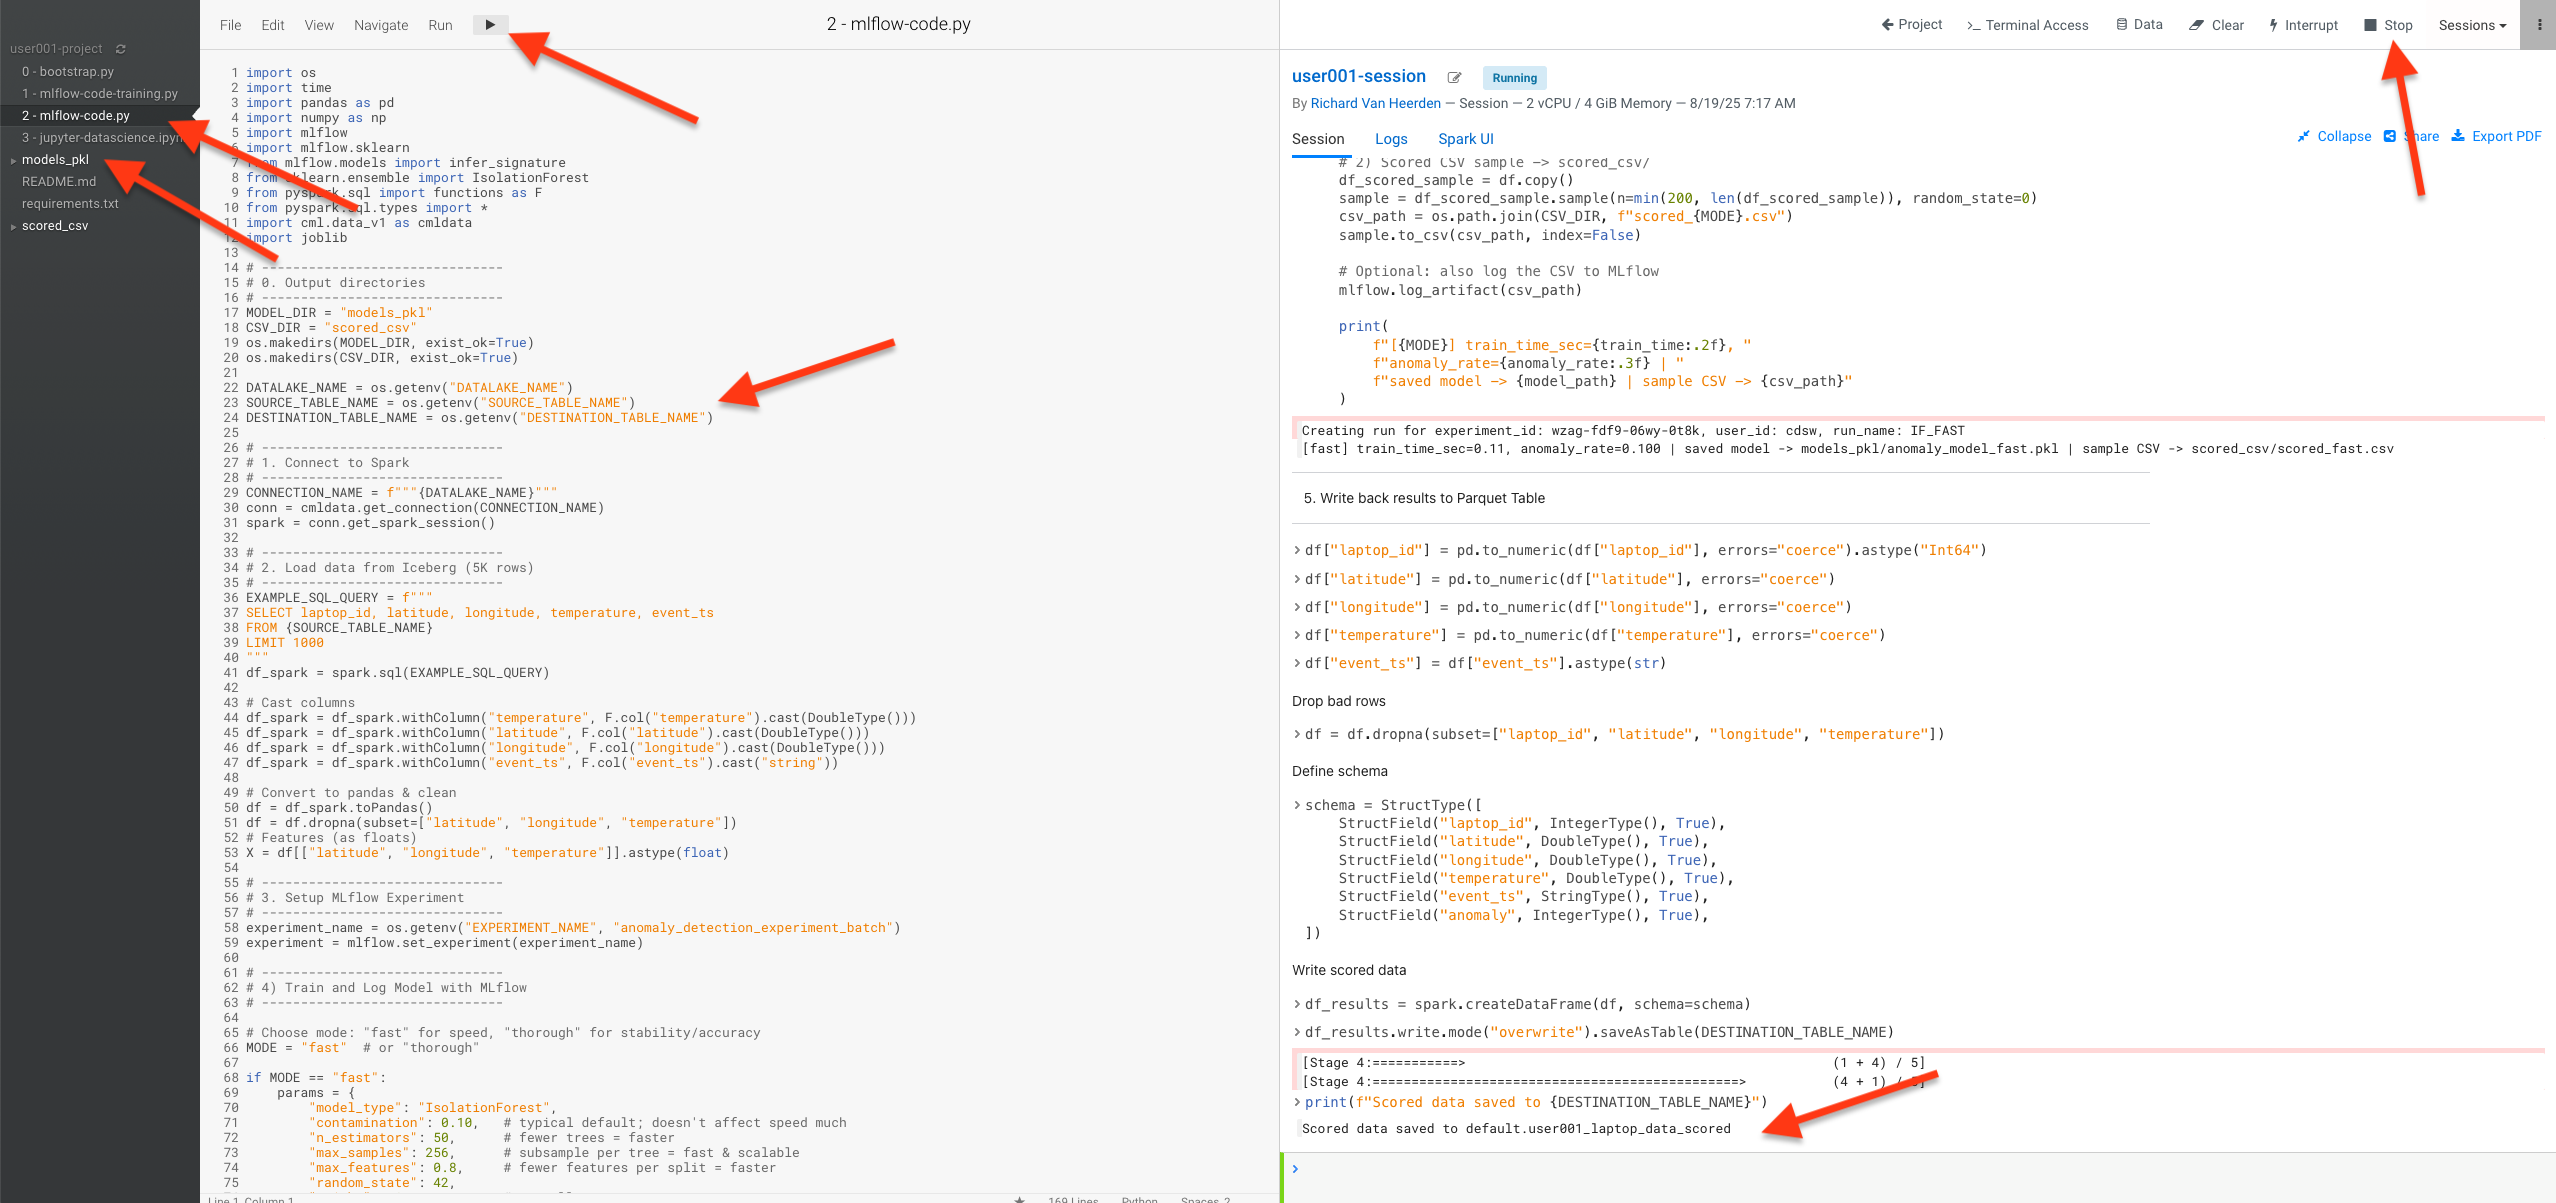 user001-project
0 - bootstrap.py
1 - mlflow-code-training.py
2 - mlflow-code.py
3 - jupyter-datascience.ipyn
models_pkl
README.md
requirements.txt
scored_csv
File Edit View Navigate Run
2 - mlflow-code.py
1 import os
2 import time
3 import pandas as pd
4 import numpy as np
5 import mlflow
6 import mlflow.sklearn
7 from mlflow.models import infer_signature
8 from sklearn.ensemble import IsolationForest
9 from pyspark.sql import functions as F
10 from pyspark.sql.types import *
11 import cml.data_v1 as cmldata
12 import joblib
13
14 # -------------------------------
15 # 0. Output directories
16 # -------------------------------
17 MODEL_DIR = "models_pkl"
18 CSV_DIR = "scored_csv"
19 os.makedirs(MODEL_DIR, exist_ok=True)
20 os.makedirs(CSV_DIR, exist_ok=True)
21
22 DATALAKE_NAME = os.getenv("DATALAKE_NAME")
23 SOURCE_TABLE_NAME = os.getenv("SOURCE_TABLE_NAME")
24 DESTINATION_TABLE_NAME = os.getenv("DESTINATION_TABLE_NAME")
25
26 # -------------------------------
27 # 1. Connect to Spark
28 # -------------------------------
29 CONNECTION_NAME = f"""{DATALAKE_NAME}"""
30 conn = cmldata.get_connection(CONNECTION_NAME)
31 spark = conn.get_spark_session()
32
33 # -------------------------------
34 # 2. Load data from Iceberg (5K rows)
35 # -------------------------------
36 EXAMPLE_SQL_QUERY = f"""
37 SELECT laptop_id, latitude, longitude, temperature, event_ts
38 FROM {SOURCE_TABLE_NAME}
39 LIMIT 1000
40 """
41 df_spark = spark.sql(EXAMPLE_SQL_QUERY)
42
43 # Cast columns
44 df_spark = df_spark.withColumn("temperature", F.col("temperature").cast(DoubleType()))
45 df_spark = df_spark.withColumn("latitude", F.col("latitude").cast(DoubleType()))
46 df_spark = df_spark.withColumn("longitude", F.col("longitude").cast(DoubleType()))
47 df_spark = df_spark.withColumn("event_ts", F.col("event_ts").cast("string"))
48
49 # Convert to pandas & clean
50 df = df_spark.toPandas()
51 df = df.dropna(subset=["latitude", "longitude", "temperature"])
52 # Features (as floats)
53 X = df[["latitude", "longitude", "temperature"]].astype(float)
54
55 # -------------------------------
56 # 3. Setup MLflow Experiment
57 # -------------------------------
58 experiment_name = os.getenv("EXPERIMENT_NAME", "anomaly_detection_experiment_batch")
59 experiment = mlflow.set_experiment(experiment_name)
60
61 # -------------------------------
62 # 4) Train and Log Model with MLflow
63 # -------------------------------
64
65 # Choose mode: "fast" for speed, "thorough" for stability/accuracy
66 MODE = "fast"  # or "thorough"
67
68 if MODE == "fast":
69     params = {
70         "model_type": "IsolationForest",
71         "contamination": 0.10,   # typical default; doesn't affect speed much
72         "n_estimators": 50,      # fewer trees = faster
73         "max_samples": 256,      # subsample per tree = fast & scalable
74         "max_features": 0.8,     # fewer features per split = faster
75         "random_state": 42,
Line 1, Column 1 ★ 169 Lines Python Spaces 2
Project Terminal Access Data Clear Interrupt Stop Sessions
user001-session Running
By Richard Van Heerden — Session — 2 vCPU / 4 GiB Memory — 8/19/25 7:17 AM
Session Logs Spark UI Collapse Share Export PDF
# 2) Scored CSV sample -> scored_csv/
df_scored_sample = df.copy()
sample = df_scored_sample.sample(n=min(200, len(df_scored_sample)), random_state=0)
csv_path = os.path.join(CSV_DIR, f"scored_{MODE}.csv")
sample.to_csv(csv_path, index=False)
# Optional: also log the CSV to MLflow
mlflow.log_artifact(csv_path)
print(
f"[{MODE}] train_time_sec={train_time:.2f}, "
f"anomaly_rate={anomaly_rate:.3f} | "
f"saved model -> {model_path} | sample CSV -> {csv_path}"
)
Creating run for experiment_id: wzag-fdf9-06wy-0t8k, user_id: cdsw, run_name: IF_FAST
[fast] train_time_sec=0.11, anomaly_rate=0.100 | saved model -> models_pkl/anomaly_model_fast.pkl | sample CSV -> scored_csv/scored_fast.csv
5. Write back results to Parquet Table
> df["laptop_id"] = pd.to_numeric(df["laptop_id"], errors="coerce").astype("Int64")
> df["latitude"] = pd.to_numeric(df["latitude"], errors="coerce")
> df["longitude"] = pd.to_numeric(df["longitude"], errors="coerce")
> df["temperature"] = pd.to_numeric(df["temperature"], errors="coerce")
> df["event_ts"] = df["event_ts"].astype(str)
Drop bad rows
> df = df.dropna(subset=["laptop_id", "latitude", "longitude", "temperature"])
Define schema
> schema = StructType([
StructField("laptop_id", IntegerType(), True),
StructField("latitude", DoubleType(), True),
StructField("longitude", DoubleType(), True),
StructField("temperature", DoubleType(), True),
StructField("event_ts", StringType(), True),
StructField("anomaly", IntegerType(), True),
])
Write scored data
> df_results = spark.createDataFrame(df, schema=schema)
> df_results.write.mode("overwrite").saveAsTable(DESTINATION_TABLE_NAME)
[Stage 4:===========> (1 + 4) / 5]
[Stage 4:===============================================> (4 + 1) / 5]
> print(f"Scored data saved to {DESTINATION_TABLE_NAME}")
Scored data saved to default.user001_laptop_data_scored
>